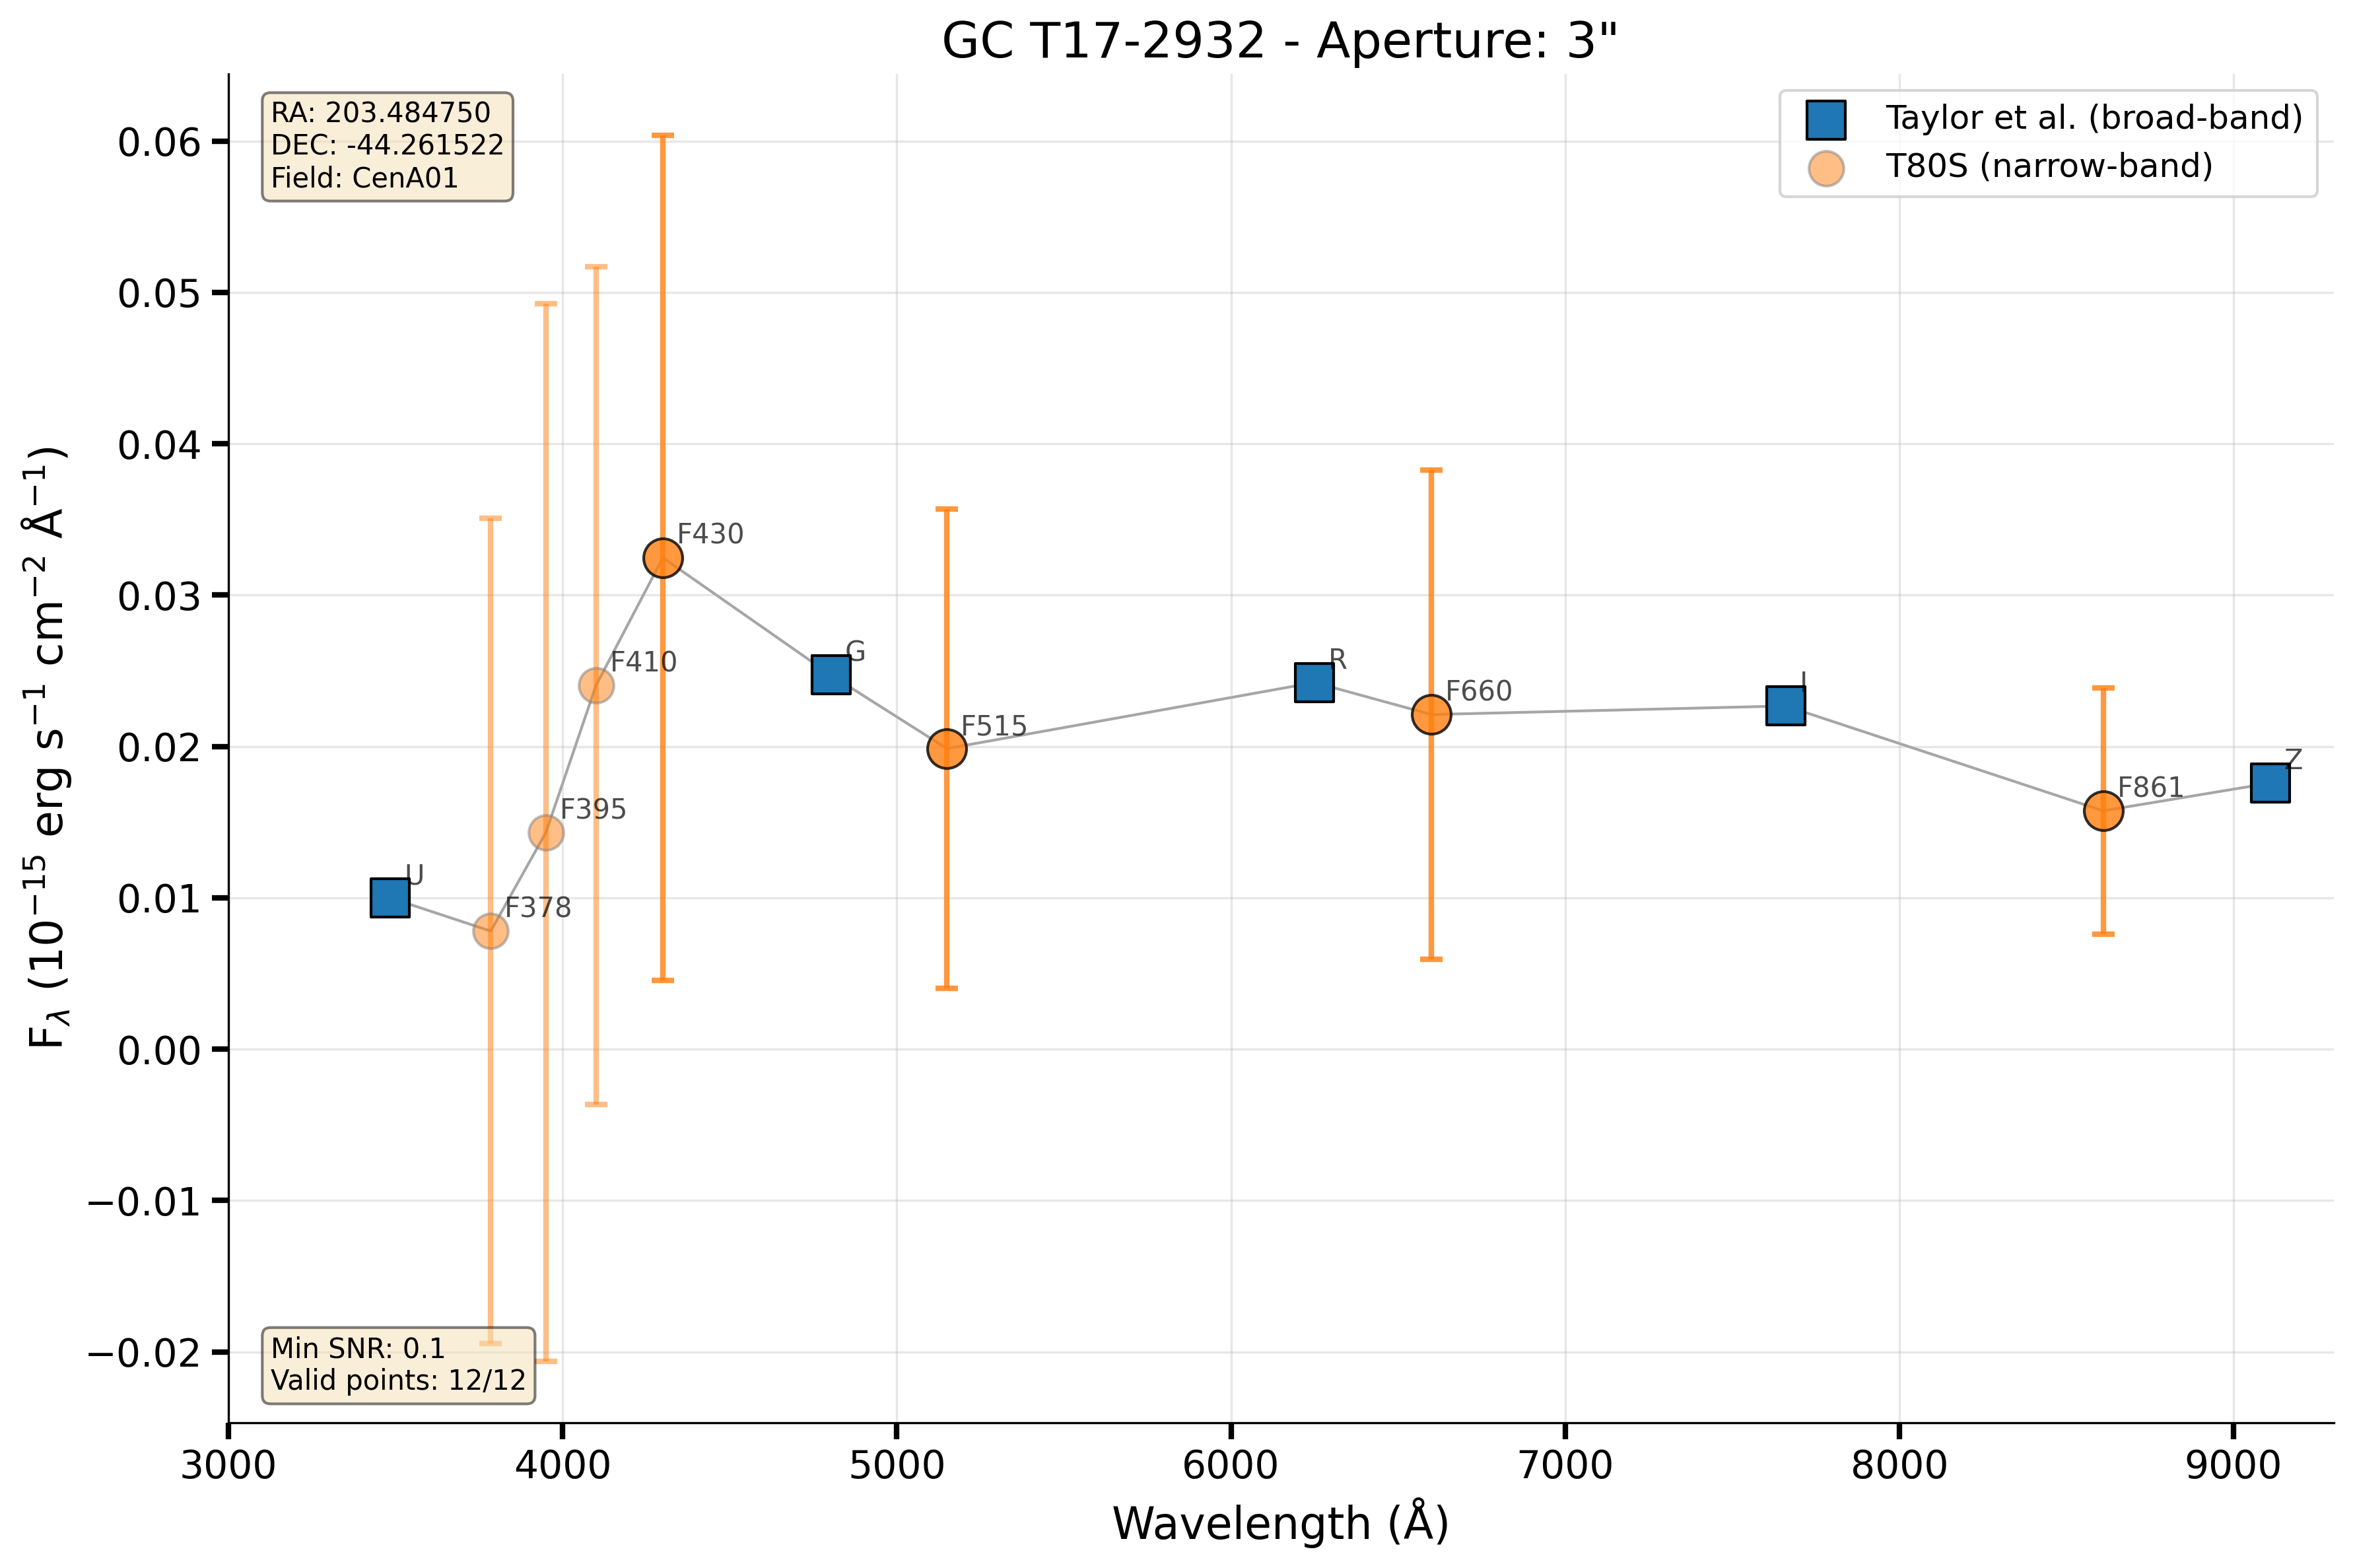 GC T17-2932 - Aperture: 3"
RA: 203.484750
DEC: -44.261522
Field: CenA01
Taylor et al. (broad-band)
T80S (narrow-band)
F_λ (10⁻¹⁵ erg s⁻¹ cm⁻² Å⁻¹)
0.06
0.05
0.04
0.03
0.02
0.01
0.00
−0.01
−0.02
U
F378
F395
F410
F430
G
F515
R
F660
I
F861
Z
Min SNR: 0.1
Valid points: 12/12
3000 4000 5000 6000 7000 8000 9000
Wavelength (Å)